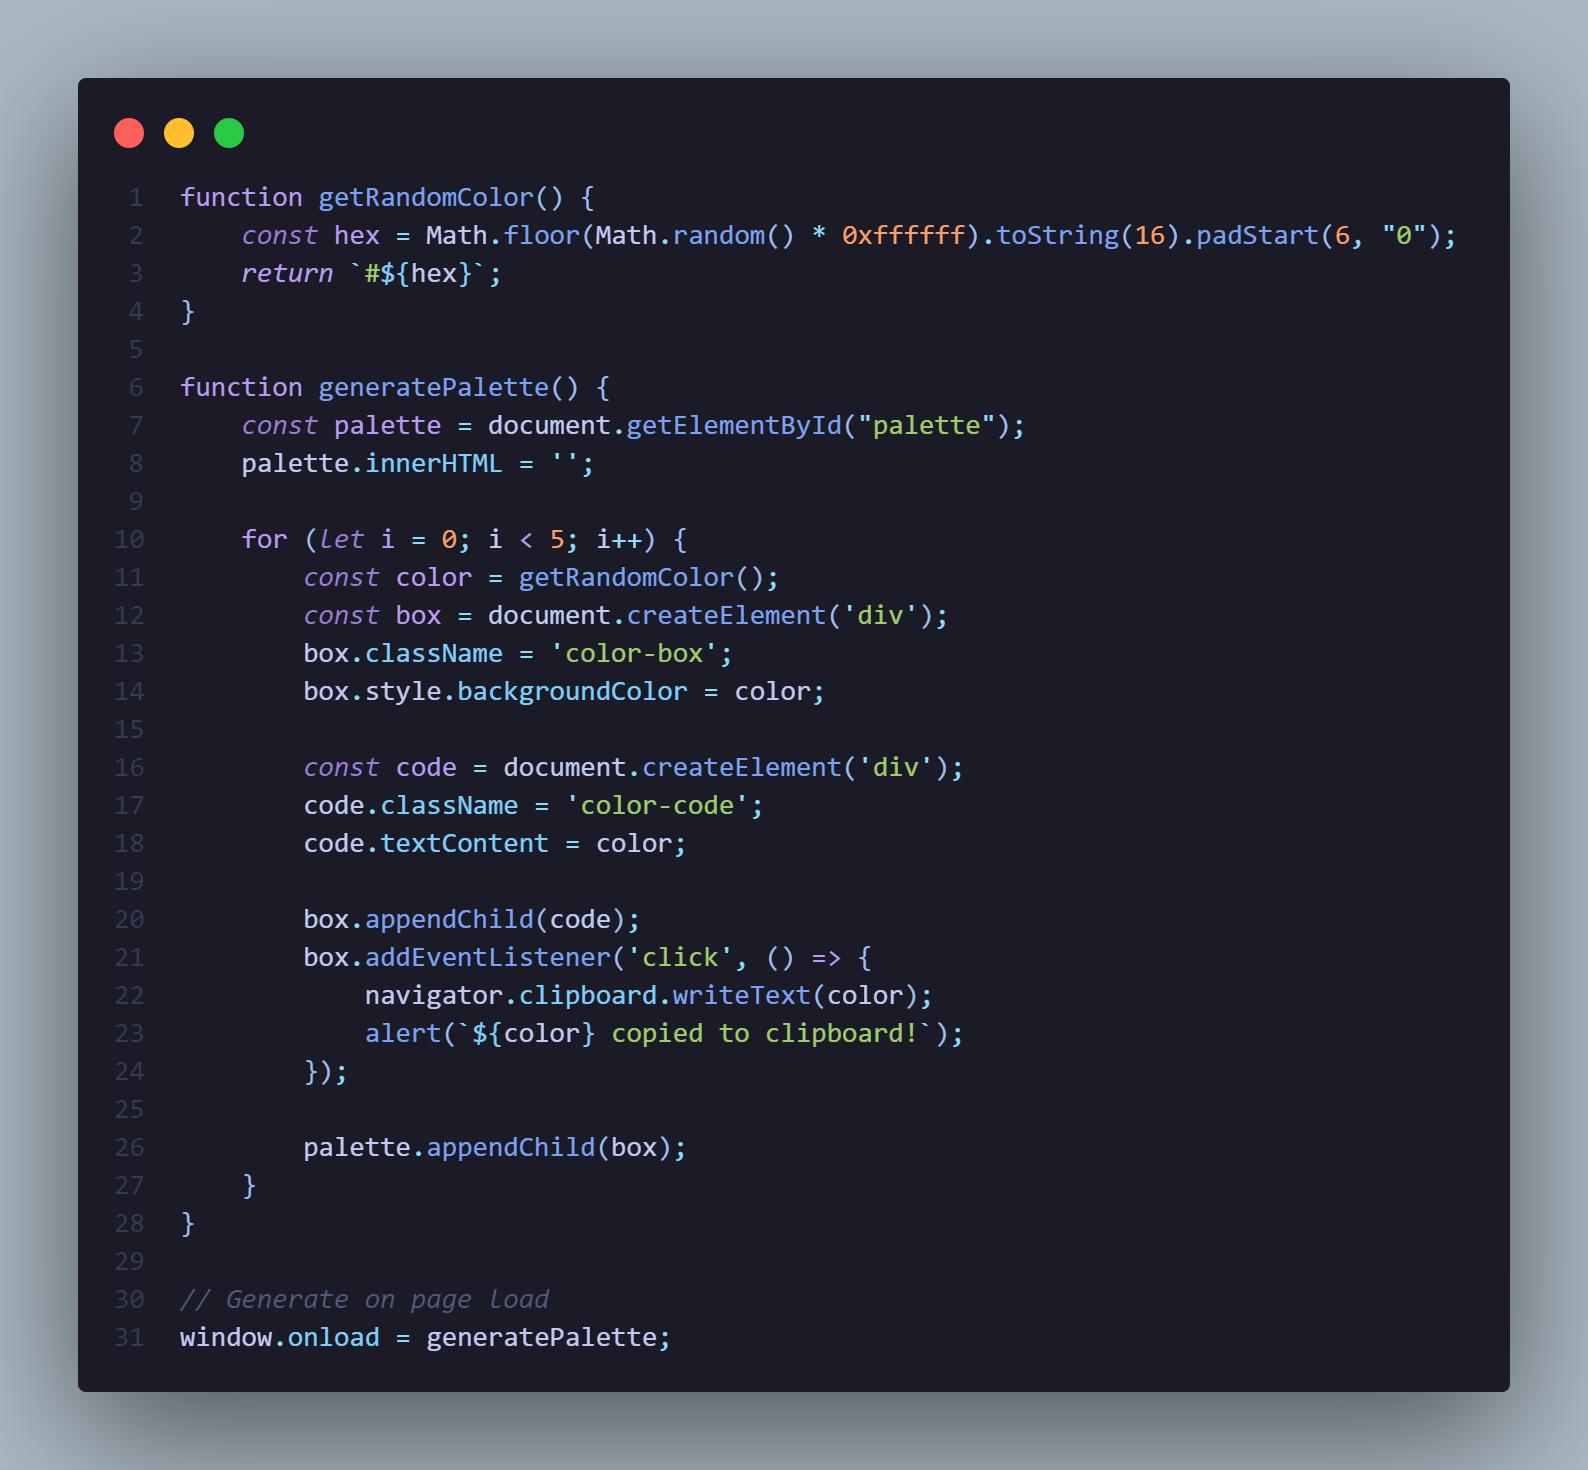 1 function getRandomColor() {
2     const hex = Math.floor(Math.random() * 0xffffff).toString(16).padStart(6, "0");
3     return `#${hex}`;
4 }
5
6 function generatePalette() {
7     const palette = document.getElementById("palette");
8     palette.innerHTML = '';
9
10     for (let i = 0; i < 5; i++) {
11         const color = getRandomColor();
12         const box = document.createElement('div');
13         box.className = 'color-box';
14         box.style.backgroundColor = color;
15
16         const code = document.createElement('div');
17         code.className = 'color-code';
18         code.textContent = color;
19
20         box.appendChild(code);
21         box.addEventListener('click', () => {
22             navigator.clipboard.writeText(color);
23             alert(`${color} copied to clipboard!`);
24         });
25
26         palette.appendChild(box);
27     }
28 }
29
30 // Generate on page load
31 window.onload = generatePalette;